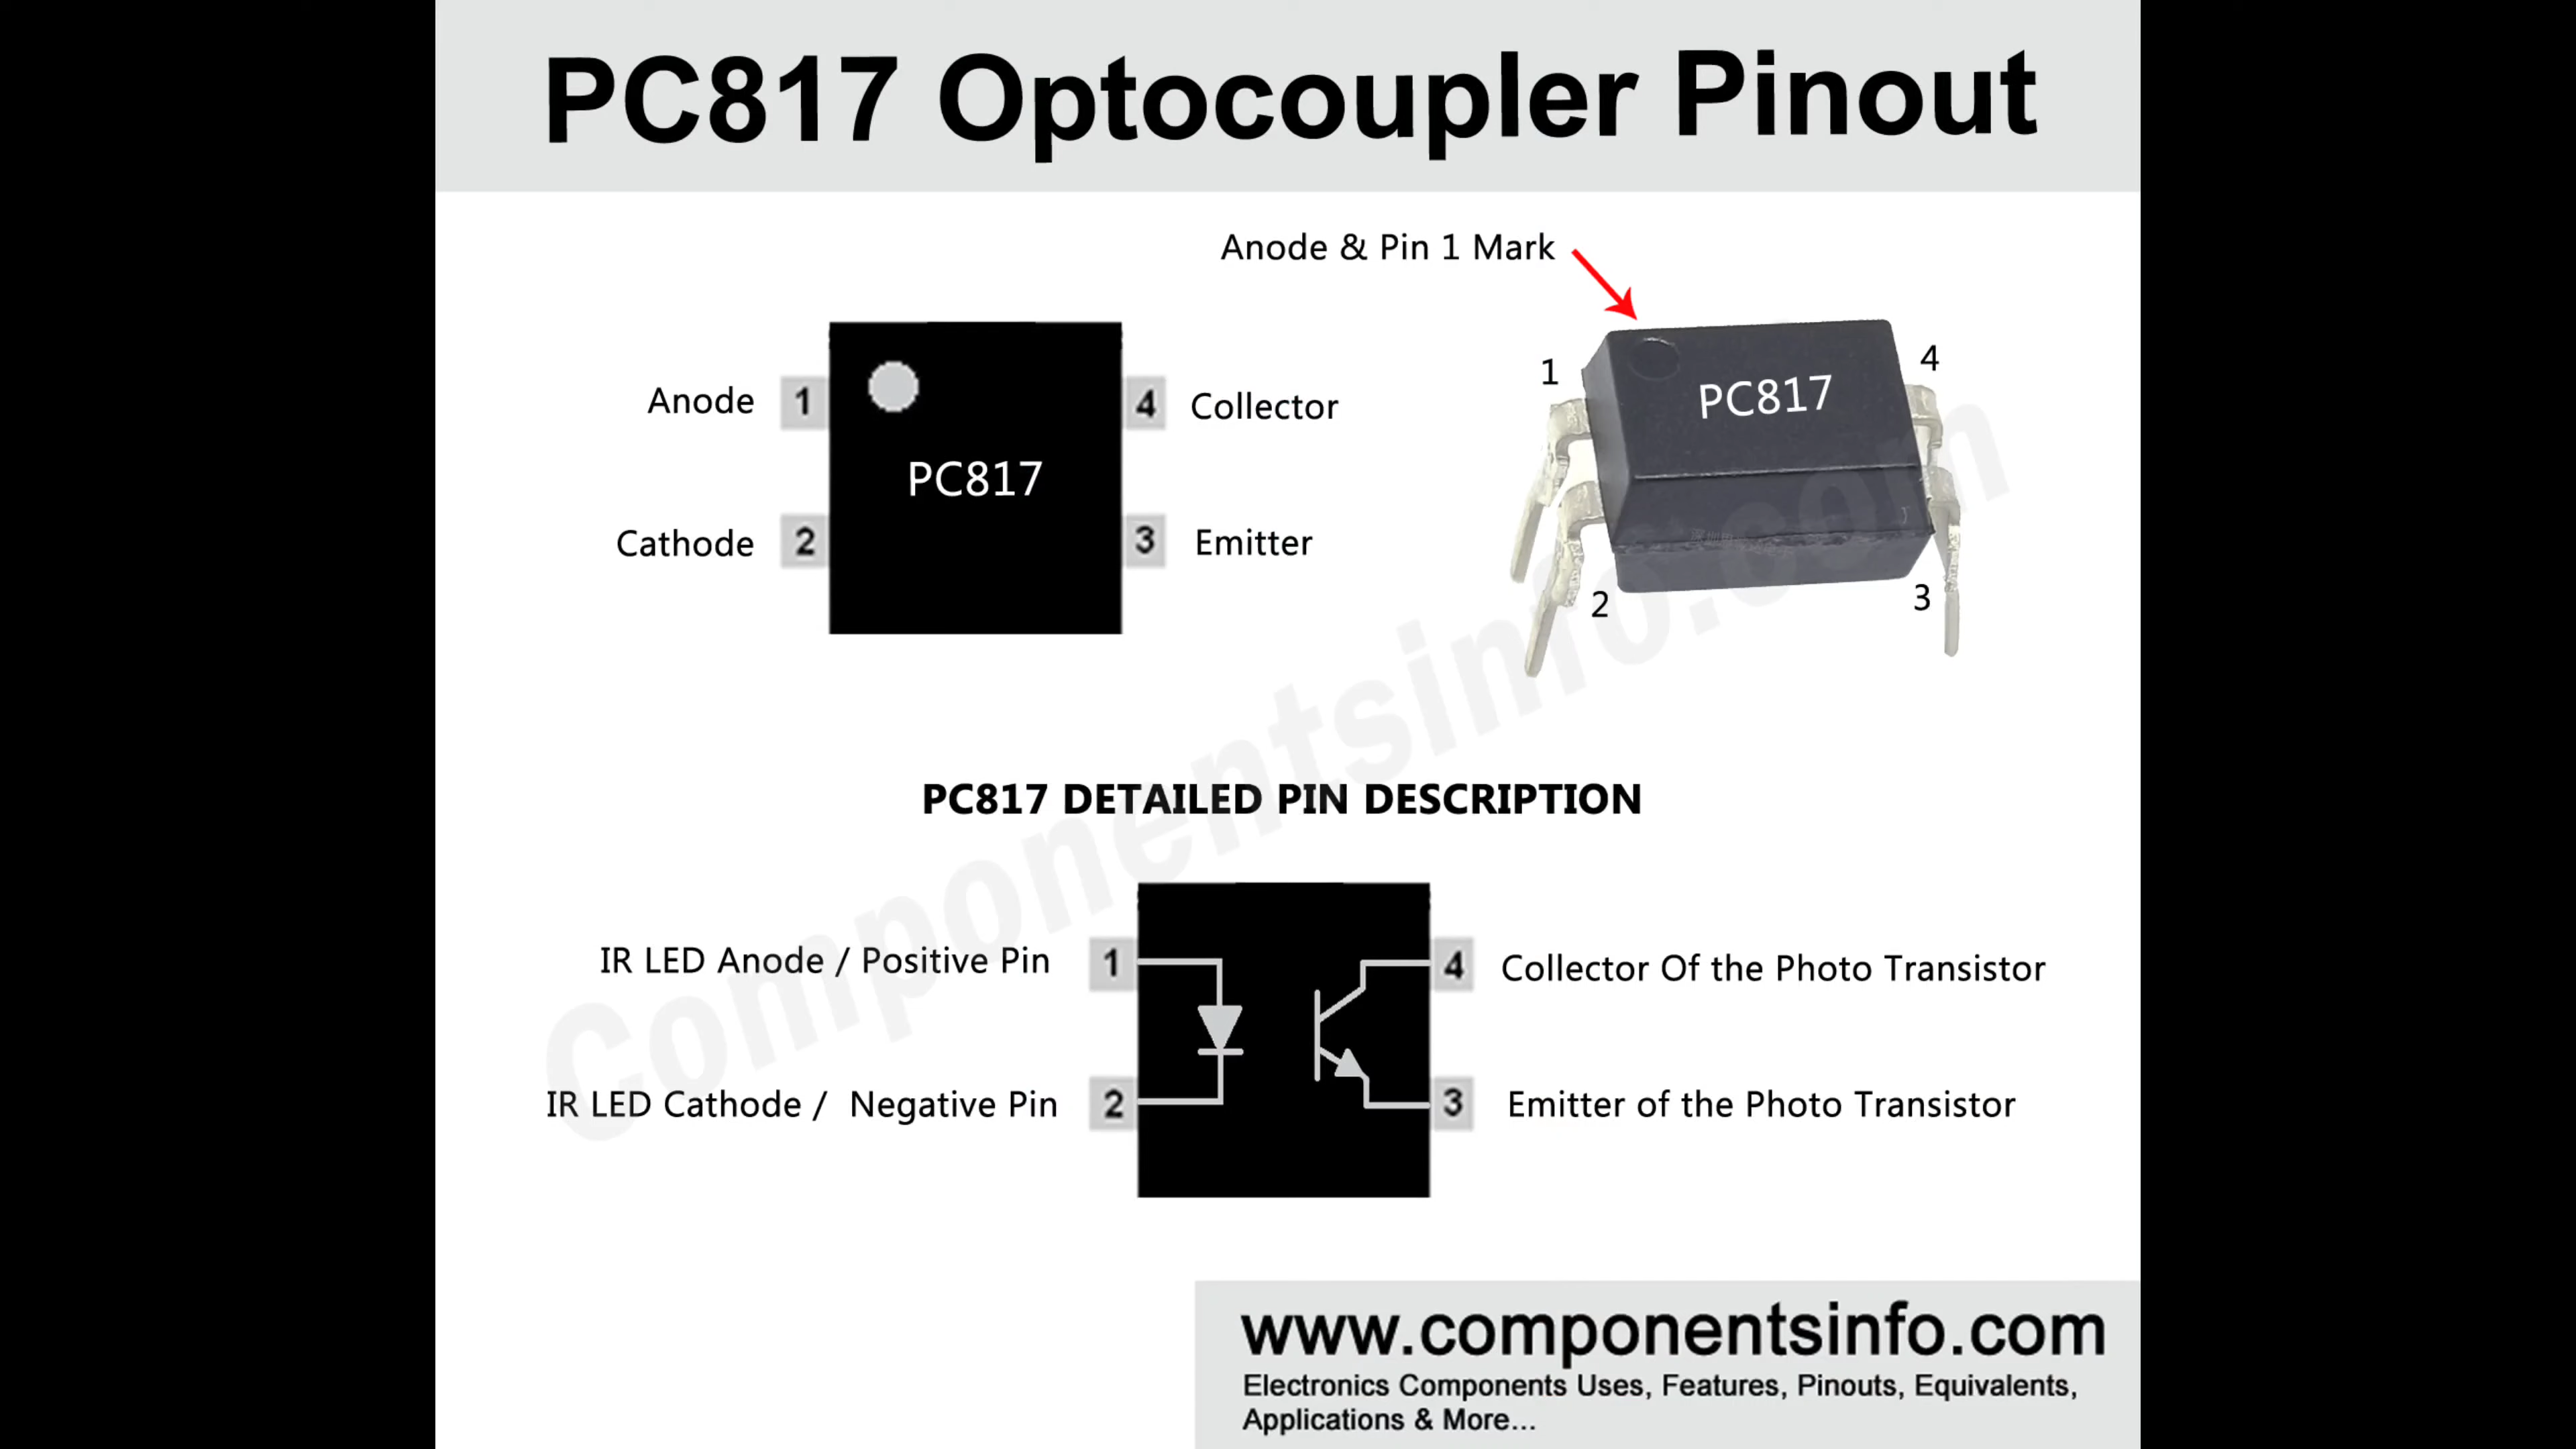 PC817 Optocoupler Pinout
Anode & Pin 1 Mark
1
4
PC817
2
3
Anode
1
4
Collector
PC817
Cathode
2
3
Emitter
PC817 DETAILED PIN DESCRIPTION
IR LED Anode / Positive Pin
1
4
Collector Of the Photo Transistor
IR LED Cathode / Negative Pin
2
3
Emitter of the Photo Transistor
Componentsinfo.com
www.componentsinfo.com
Electronics Components Uses, Features, Pinouts, Equivalents,
Applications & More...